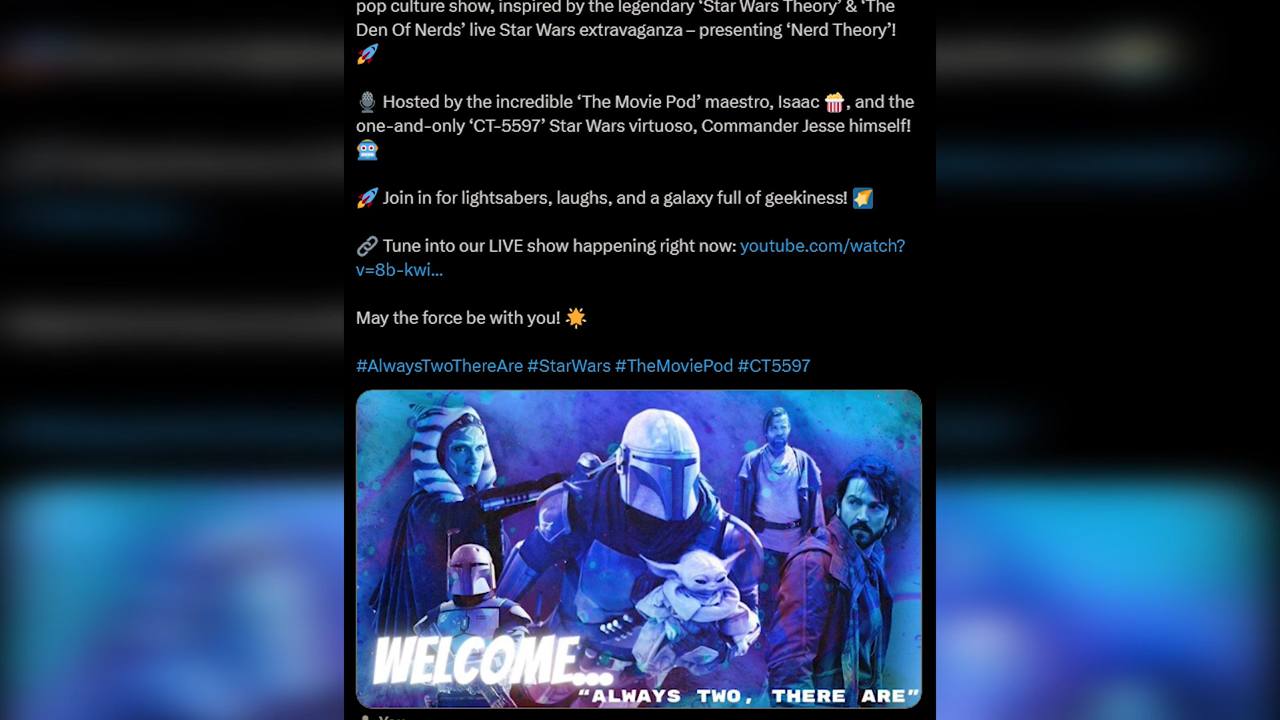 pop culture show, inspired by the legendary ‘Star Wars Theory’ & ‘The
Den Of Nerds’ live Star Wars extravaganza – presenting ‘Nerd Theory’!
🚀
🎙️ Hosted by the incredible ‘The Movie Pod’ maestro, Isaac 🍿, and the
one-and-only ‘CT-5597’ Star Wars virtuoso, Commander Jesse himself!
🤖
🚀 Join in for lightsabers, laughs, and a galaxy full of geekiness! 🌠
🔗 Tune into our LIVE show happening right now: youtube.com/watch?
v=8b-kwi...
May the force be with you! 🌟
#AlwaysTwoThereAre #StarWars #TheMoviePod #CT5597
WELCOME...
“ALWAYS TWO, THERE ARE”